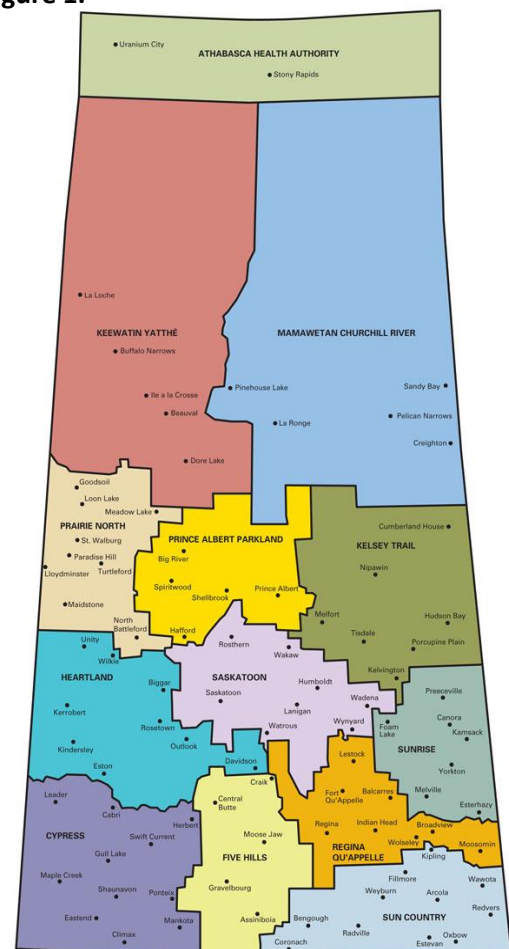 igure 1.
Uranium City
ATHABASCA HEALTH AUTHORITY
Stony Rapids
La Loche
KEEWATIN YATTHÉ
MAMAWETAN CHURCHILL RIVER
Buffalo Narrows
Pinehouse Lake
Sandy Bay
Ile a la Crosse
Beauval
Pelican Narrows
La Ronge
Creighton
Dore Lake
Goodsoil
Loon Lake
Meadow Lake
PRAIRIE NORTH
St. Walburg
Paradise Hill
Turtleford
Lloydminster
Maidstone
North
Battleford
PRINCE ALBERT PARKLAND
Big River
Spiritwood
Shellbrook
Prince Albert
Hafford
Cumberland House
KELSEY TRAIL
Nipawin
Melfort
Hudson Bay
Tisdale
Porcupine Plain
Kelvington
Unity
Wilkie
HEARTLAND
Biggar
Kerrobert
Rosetown
Outlook
Kindersley
Eston
Davidson
Rosthern
Wakaw
SASKATOON
Humboldt
Saskatoon
Lanigan
Wadena
Watrous
Wynyard
Preeceville
Foam
Lake
Canora
Kamsack
SUNRISE
Yorkton
Melville
Esterhazy
Leader
Cabri
Herbert
CYPRESS
Swift Current
Gull Lake
Maple Creek
Shaunavon
Ponteix
Eastend
Mankota
Climax
Craik
Central
Butte
Moose Jaw
FIVE HILLS
Gravelbourg
Assiniboia
Lestock
Fort
Qu'Appelle
Balcarres
Regina
Indian Head
Broadview
Wolseley
REGINA
QU'APPELLE
Moosomin
Kipling
Fillmore
Wawota
Weyburn
Arcola
Redvers
SUN COUNTRY
Bengough
Radville
Oxbow
Estevan
Coronach